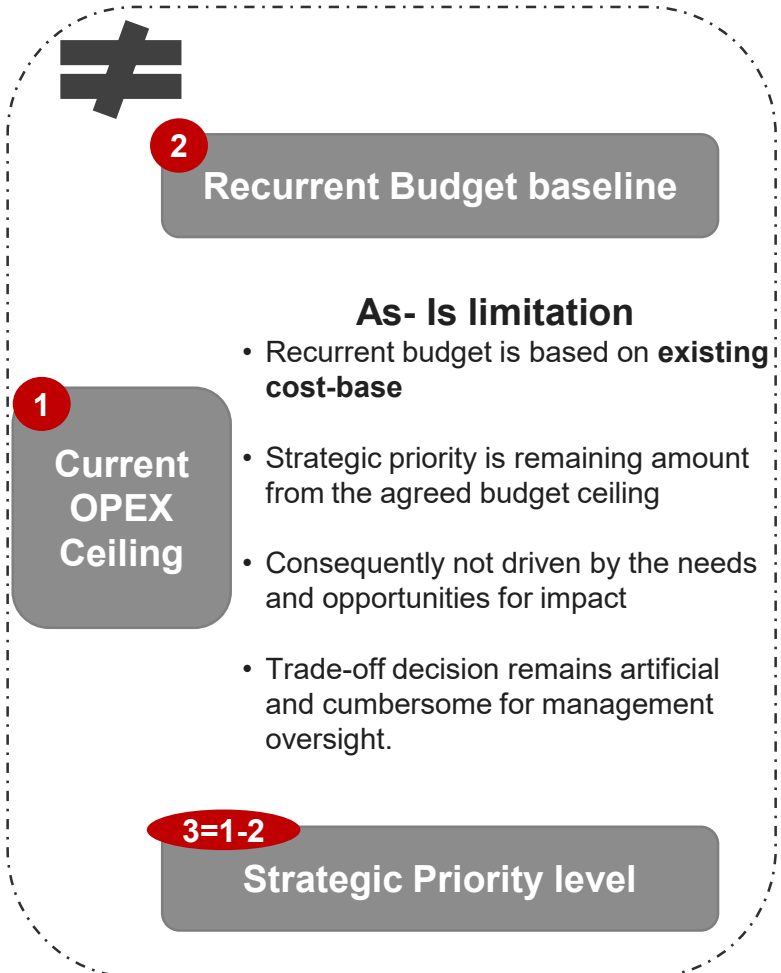 2
Recurrent Budget baseline
As- Is limitation
• Recurrent budget is based on existing
cost-base
1
Current
OPEX
Ceiling
• Strategic priority is remaining amount
from the agreed budget ceiling
• Consequently not driven by the needs
and opportunities for impact
• Trade-off decision remains artificial
and cumbersome for management
oversight.
3=1-2
Strategic Priority level